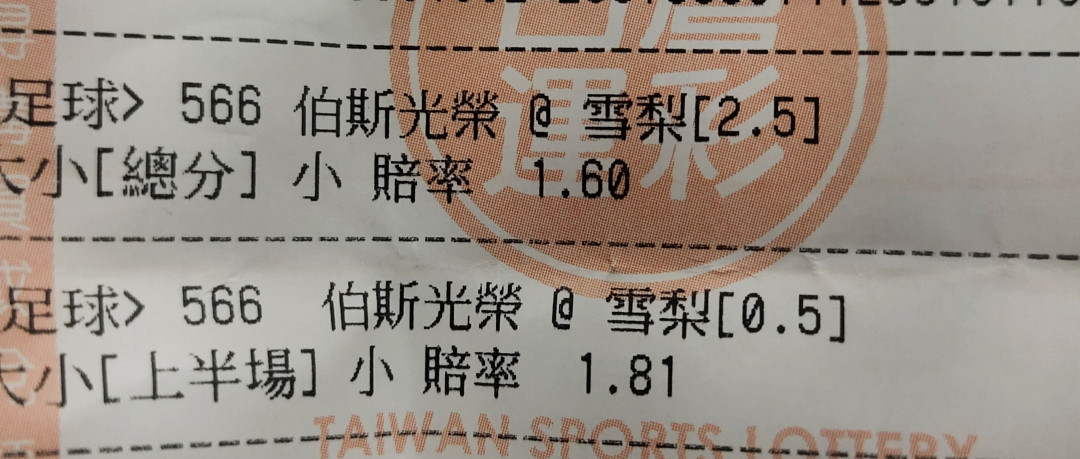 足球> 566 伯斯光榮 @ 雪梨[2.5]
大小[總分] 小 賠率 1.60
足球> 566 伯斯光榮 @ 雪梨[0.5]
大小[上半場] 小 賠率 1.81
TAIWAN SPORTS LOTTERY